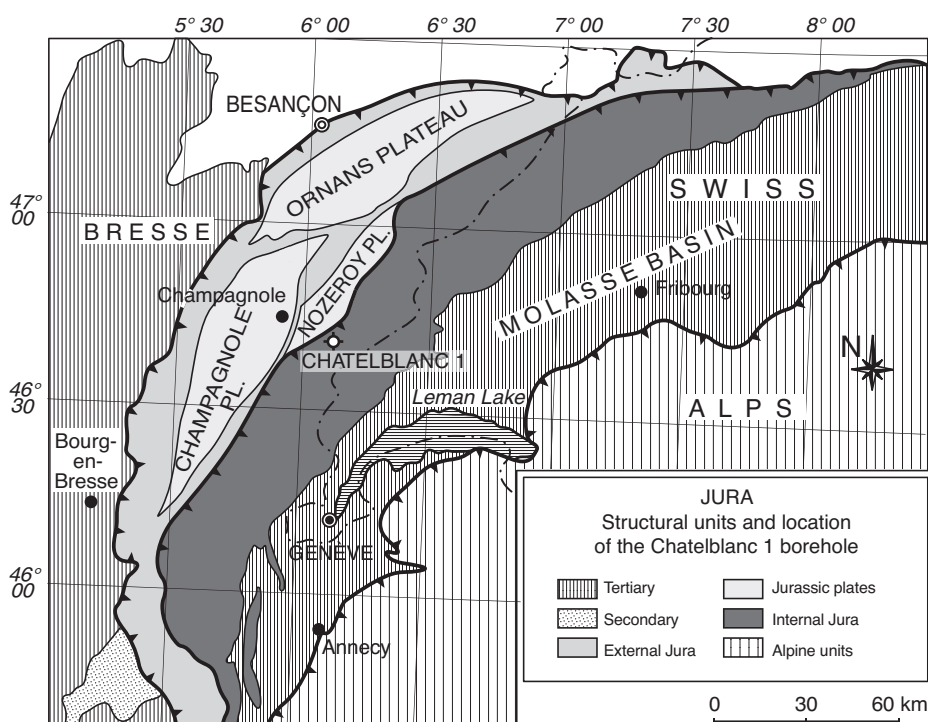 5° 30
6° 00
6° 30
7° 00
7° 30
8° 00
BESANÇON
ORNANS PLATEAU
SWISS
47°
00
BRESSE
MOLASSE BASIN
NOZEROY PL.
Champagnole
Fribourg
N
CHATELBLANC 1
CHAMPAGNOLE
PL.
46°
30
Leman Lake
ALPS
Bourg-
en-
Bresse
GENÈVE
46°
00
Annecy
JURA
Structural units and location
of the Chatelblanc 1 borehole
Tertiary
Jurassic plates
Secondary
Internal Jura
External Jura
Alpine units
0 30 60 km